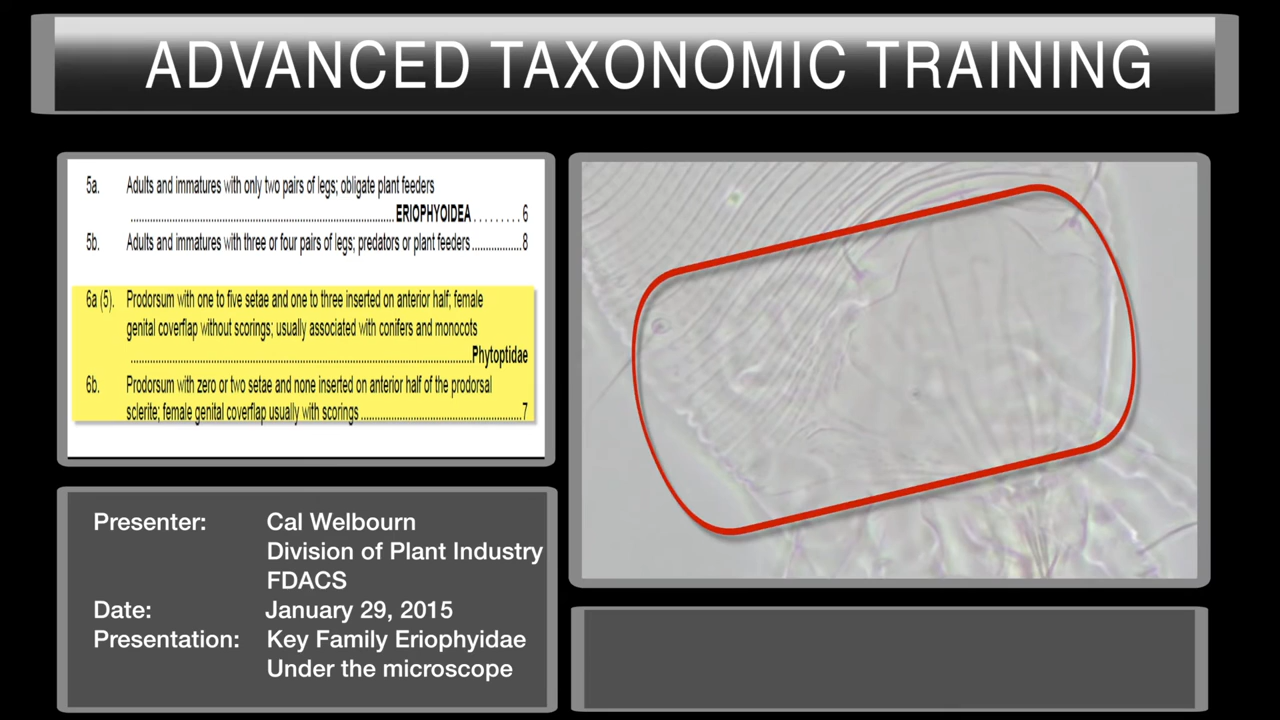 ADVANCED TAXONOMIC TRAINING
5a. Adults and immatures with only two pairs of legs; obligate plant feeders
..........ERIOPHYOIDEA.........6
5b. Adults and immatures with three or four pairs of legs; predators or plant feeders.................8
6a (5). Prodorsum with one to five setae and one to three inserted on anterior half; female
genital coverflap without scorings; usually associated with conifers and monocots
..........Phytoptidae
6b. Prodorsum with zero or two setae and none inserted on anterior half of the prodorsal
sclerite; female genital coverflap usually with scorings..........7
Presenter: Cal Welbourn
Division of Plant Industry
FDACS
Date: January 29, 2015
Presentation: Key Family Eriophyidae
Under the microscope